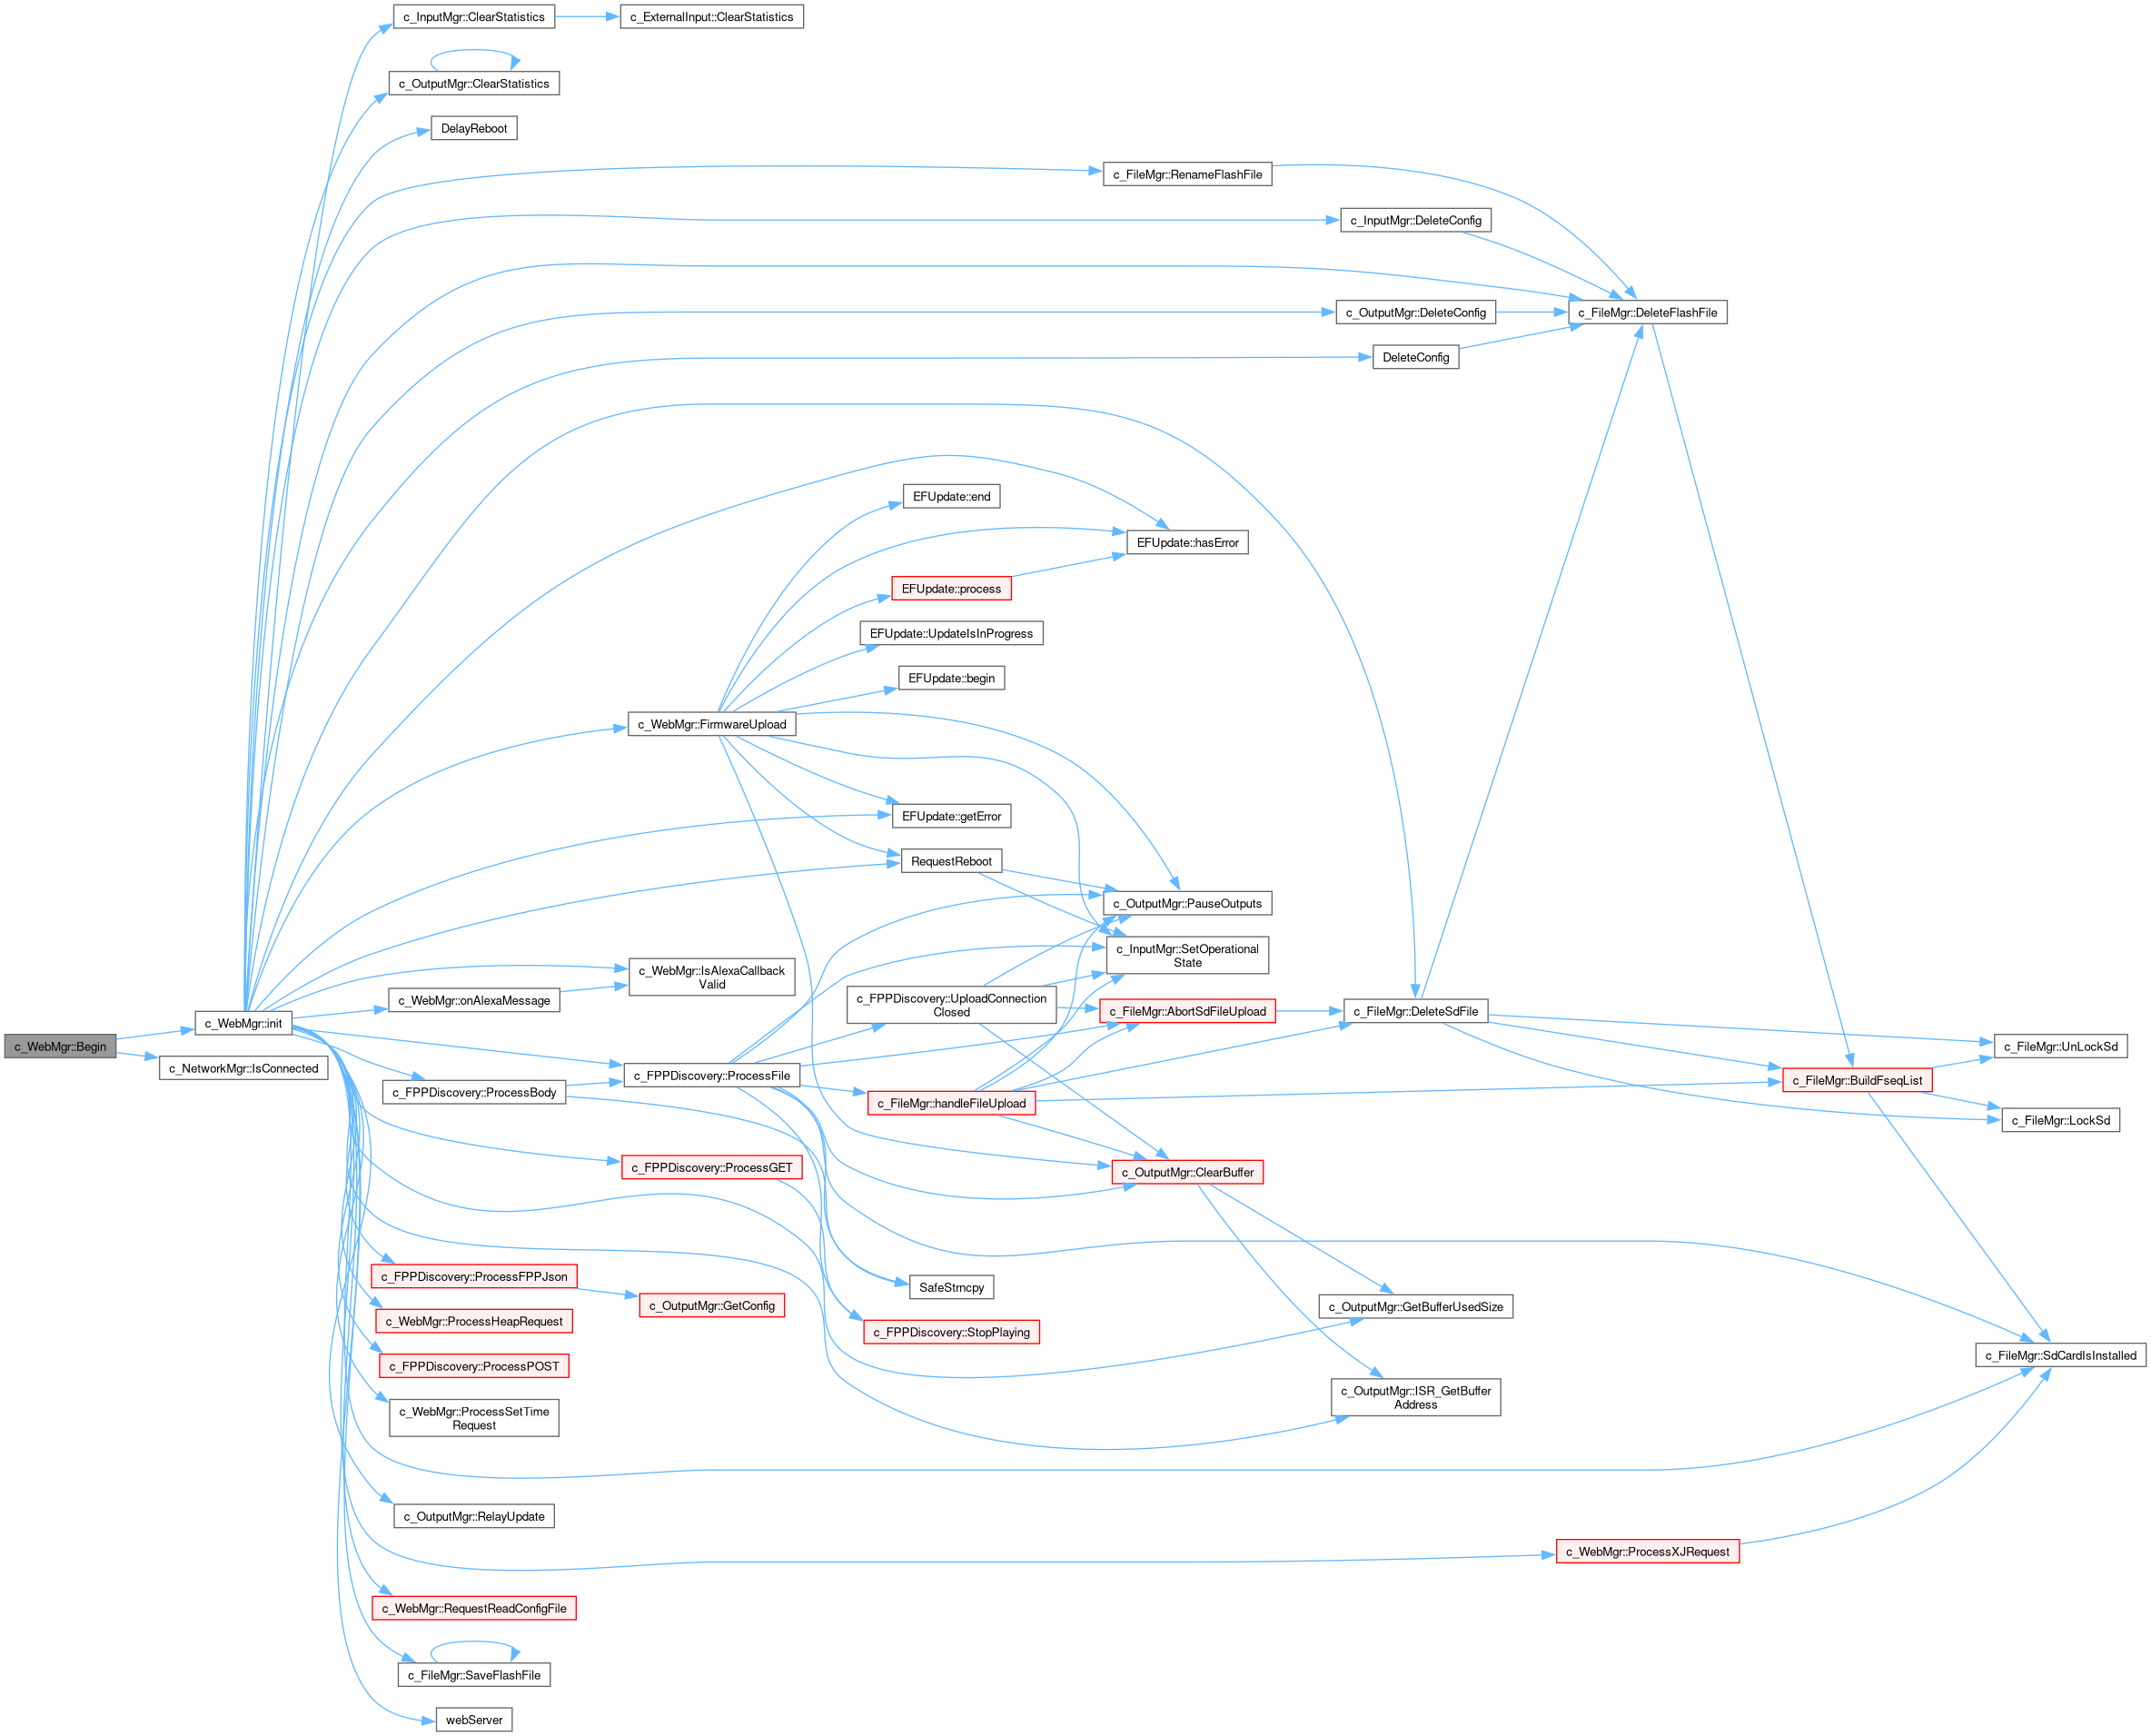 c_InputMgr::ClearStatistics
c_ExternalInput::ClearStatistics
c_OutputMgr::ClearStatistics
DelayReboot
c_FileMgr::RenameFlashFile
c_InputMgr::DeleteConfig
c_FileMgr::DeleteFlashFile
c_OutputMgr::DeleteConfig
DeleteConfig
EFUpdate::end
EFUpdate::hasError
EFUpdate::process
EFUpdate::UpdateIsInProgress
EFUpdate::begin
c_WebMgr::FirmwareUpload
EFUpdate::getError
RequestReboot
c_OutputMgr::PauseOutputs
c_InputMgr::SetOperational
State
c_WebMgr::IsAlexaCallback
Valid
c_WebMgr::onAlexaMessage
c_FPPDiscovery::UploadConnection
Closed
c_FileMgr::AbortSdFileUpload
c_FileMgr::DeleteSdFile
c_WebMgr::init
c_WebMgr::Begin
c_NetworkMgr::IsConnected
c_FileMgr::UnLockSd
c_FPPDiscovery::ProcessFile
c_FileMgr::BuildFseqList
c_FPPDiscovery::ProcessBody
c_FileMgr::handleFileUpload
c_FileMgr::LockSd
c_FPPDiscovery::ProcessGET
c_OutputMgr::ClearBuffer
c_FPPDiscovery::ProcessFPPJson
SafeStrncpy
c_OutputMgr::GetConfig
c_OutputMgr::GetBufferUsedSize
c_WebMgr::ProcessHeapRequest
c_FPPDiscovery::StopPlaying
c_FileMgr::SdCardIsInstalled
c_FPPDiscovery::ProcessPOST
c_OutputMgr::ISR_GetBuffer
Address
c_WebMgr::ProcessSetTime
Request
c_OutputMgr::RelayUpdate
c_WebMgr::ProcessXJRequest
c_WebMgr::RequestReadConfigFile
c_FileMgr::SaveFlashFile
webServer